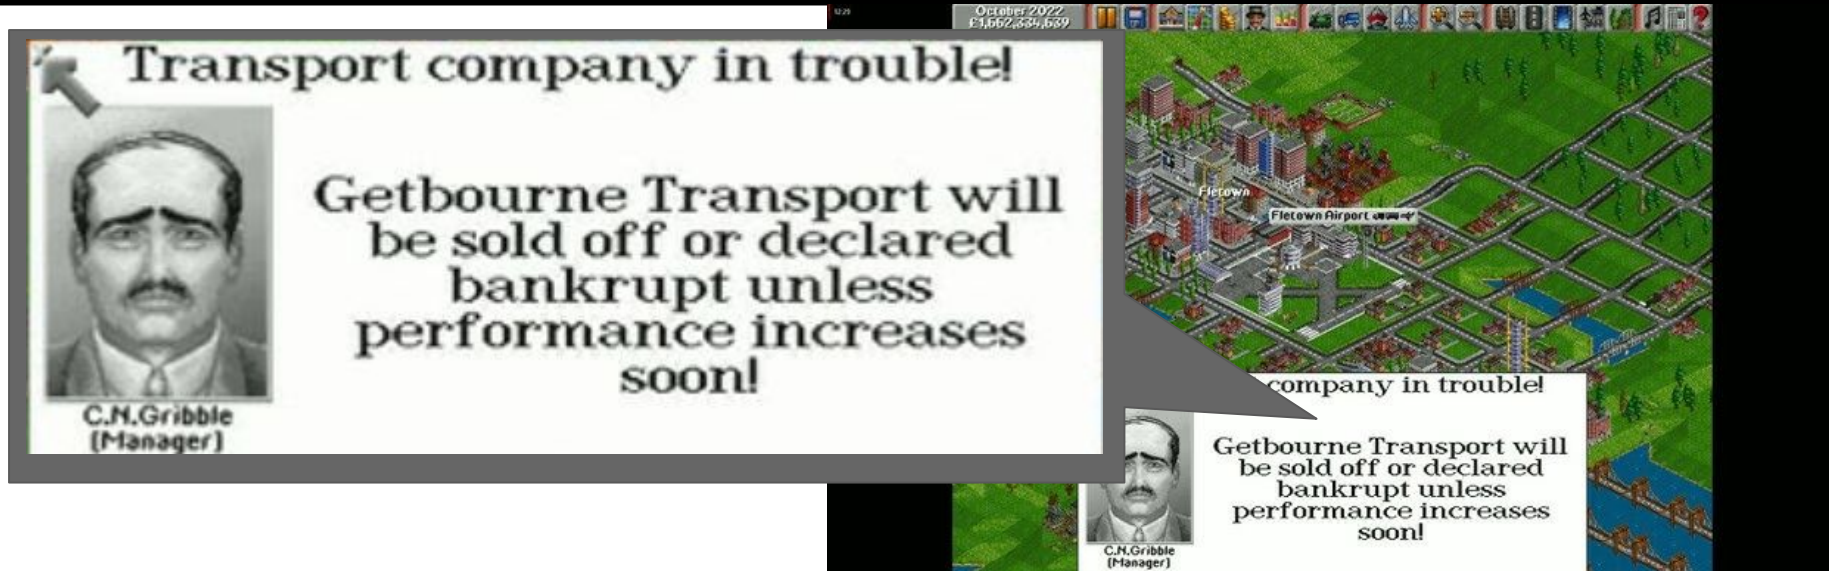 12:29
October 2022
£1,662,334,639
Transport company in trouble!
Getbourne Transport will
be sold off or declared
bankrupt unless
performance increases
soon!
C.N.Gribble
(Manager)
Fletown
Fletown Airport
company in trouble!
Getbourne Transport will
be sold off or declared
bankrupt unless
performance increases
soon!
C.N.Gribble
(Manager)